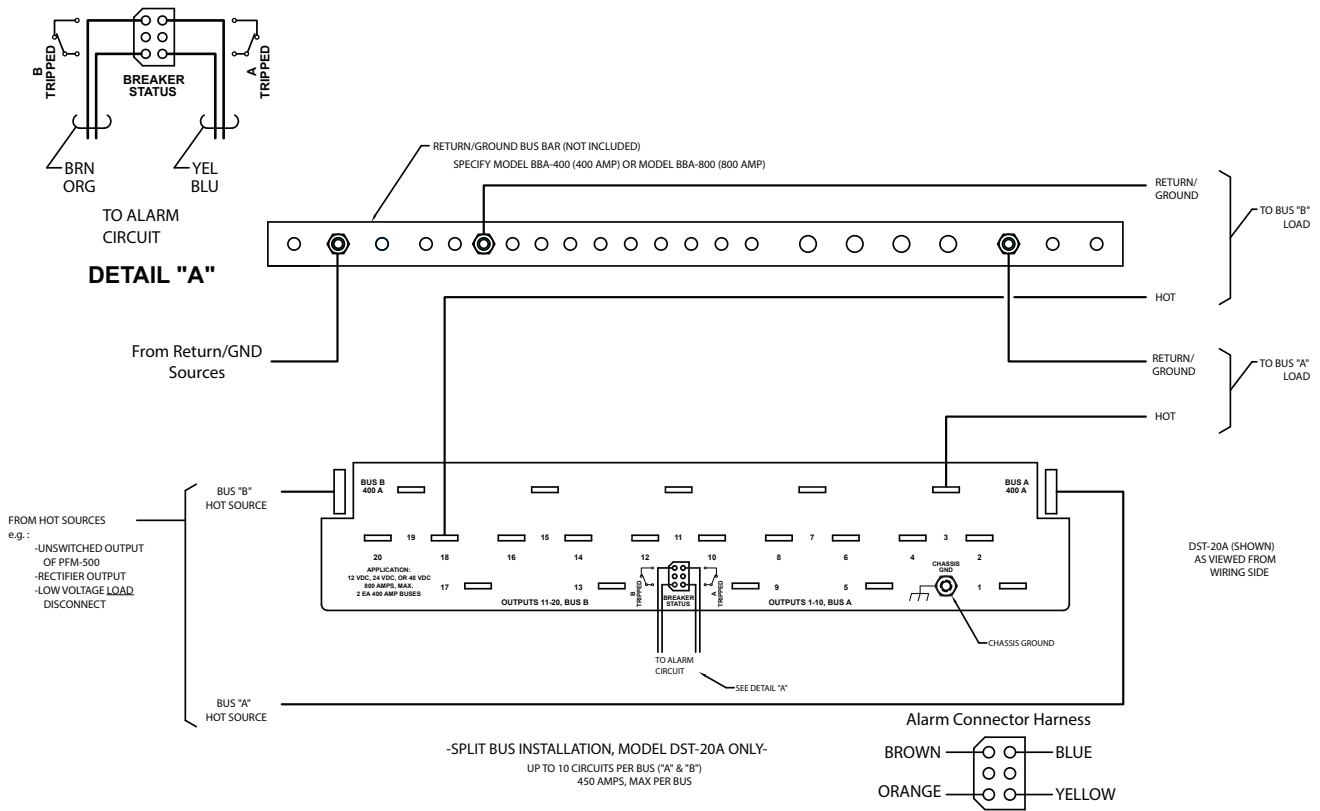 B
TRIPPED
A
TRIPPED
BREAKER
STATUS
BRN
ORG
YEL
BLU
TO ALARM
CIRCUIT
DETAIL "A"
RETURN/GROUND BUS BAR (NOT INCLUDED)
SPECIFY MODEL BBA-400 (400 AMP) OR MODEL BBA-800 (800 AMP)
RETURN/
GROUND
TO BUS "B"
LOAD
HOT
From Return/GND
Sources
RETURN/
GROUND
TO BUS "A"
LOAD
HOT
FROM HOT SOURCES
e.g. :
-UNSWITCHED OUTPUT
OF PFM-500
-RECTIFIER OUTPUT
-LOW VOLTAGE LOAD
DISCONNECT
BUS "B"
HOT SOURCE
BUS "A"
HOT SOURCE
BUS B
400 A
BUS A
400 A
19
15
11
7
3
20
18
16
14
12
10
8
6
4
2
APPLICATION:
12 VDC, 24 VDC, OR 48 VDC
800 AMPS, MAX.
2 EA 400 AMP BUSES
17
13
9
5
1
CHASSIS
GND
B
TRIPPED
BREAKER
STATUS
A
TRIPPED
OUTPUTS 11-20, BUS B
OUTPUTS 1-10, BUS A
DST-20A (SHOWN)
AS VIEWED FROM
WIRING SIDE
CHASSIS GROUND
TO ALARM
CIRCUIT
SEE DETAIL "A"
-SPLIT BUS INSTALLATION, MODEL DST-20A ONLY-
UP TO 10 CIRCUITS PER BUS ("A" & "B")
450 AMPS, MAX PER BUS
Alarm Connector Harness
BROWN
BLUE
ORANGE
YELLOW